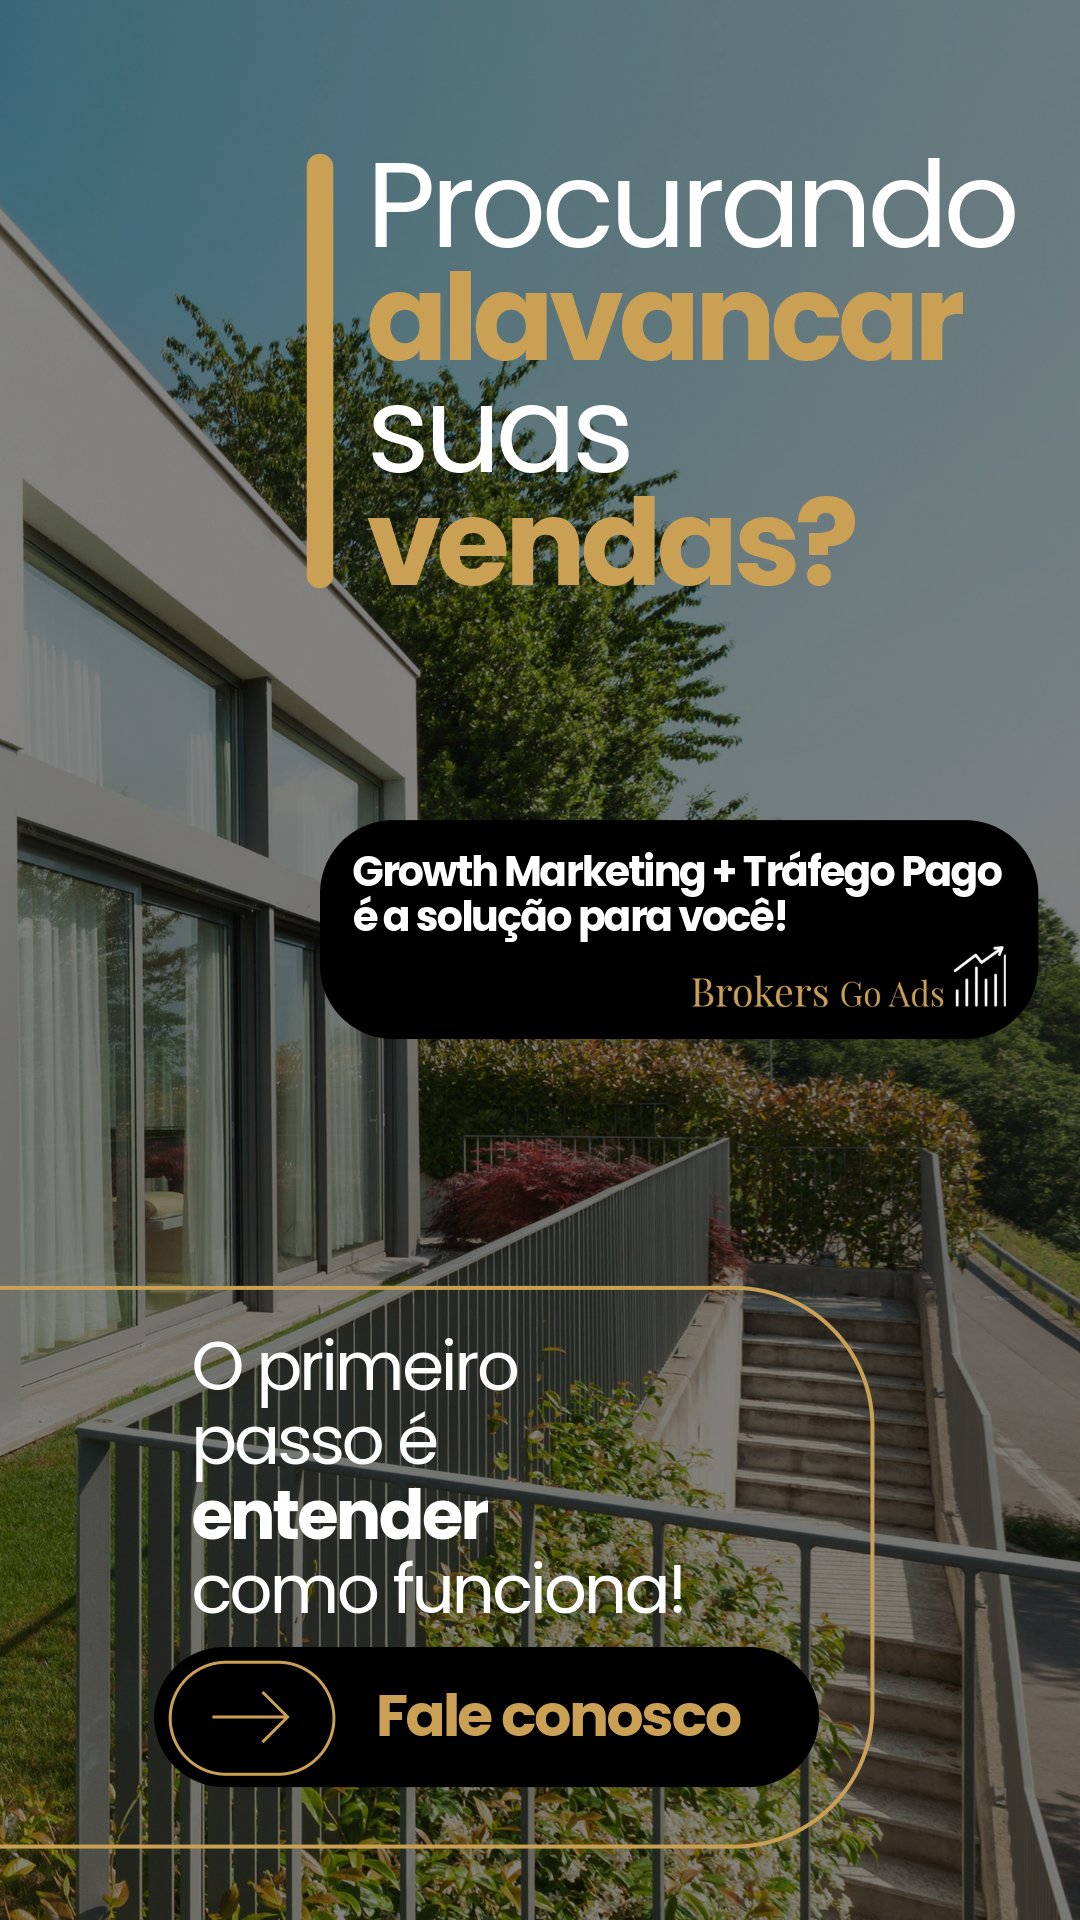 Procurando
alavancar
suas
vendas?
Growth Marketing + Tráfego Pago
é a solução para você!
Brokers Go Ads
O primeiro
passo é
entender
como funciona!
Fale conosco